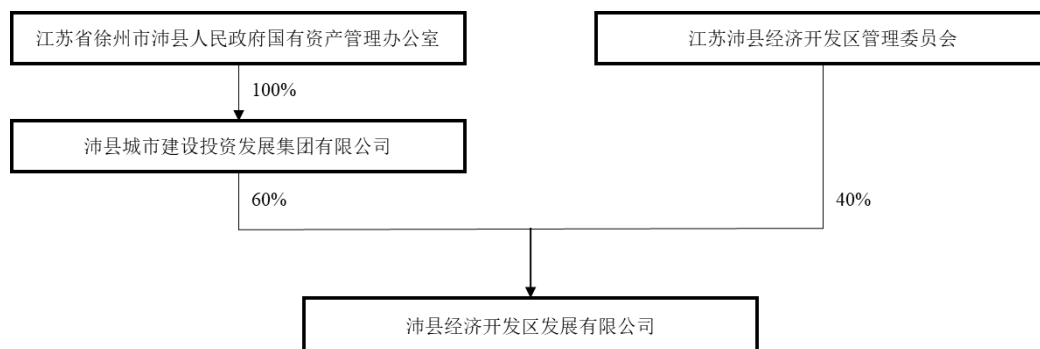 江苏省徐州市沛县人民政府国有资产管理办公室
江苏沛县经济开发区管理委员会
100%
沛县城市建设投资发展集团有限公司
60%
40%
沛县经济开发区发展有限公司